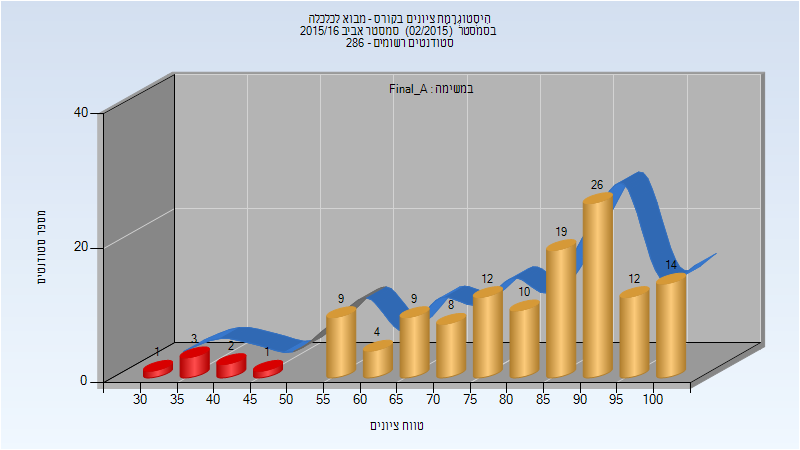 היסטוגרמת ציונים בקורס - מבוא לכלכלה
בסמסטר (02/2015) סמסטר אביב 2015/16
סטודנטים רשומים - 286
במשימה : Final_A
מספר סטודנטים
40
20
0
1
3
2
1
9
4
9
8
12
10
19
26
12
14
30 35 40 45 50 55 60 65 70 75 80 85 90 95 100
טווח ציונים